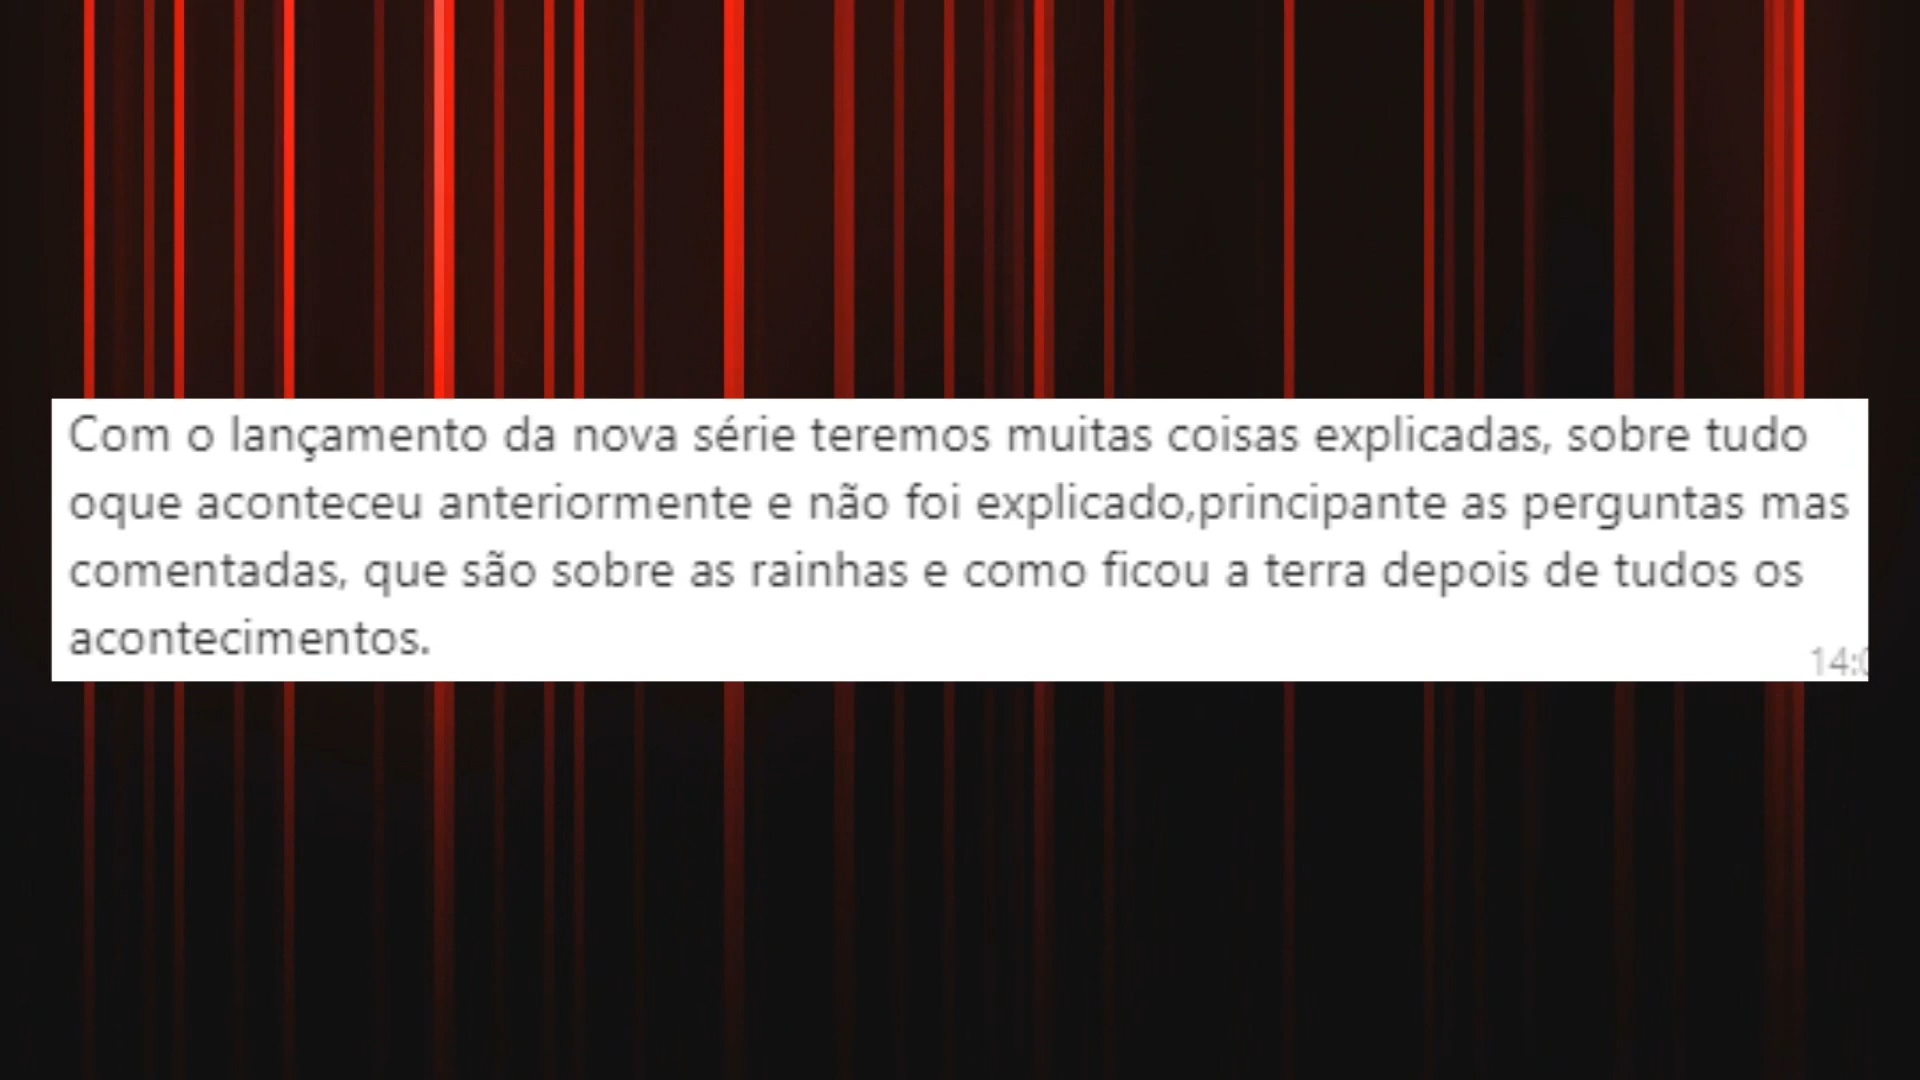 Com o lançamento da nova série teremos muitas coisas explicadas, sobre tudo
oque aconteceu anteriormente e não foi explicado,principante as perguntas mas
comentadas, que são sobre as rainhas e como ficou a terra depois de tudos os
acontecimentos.